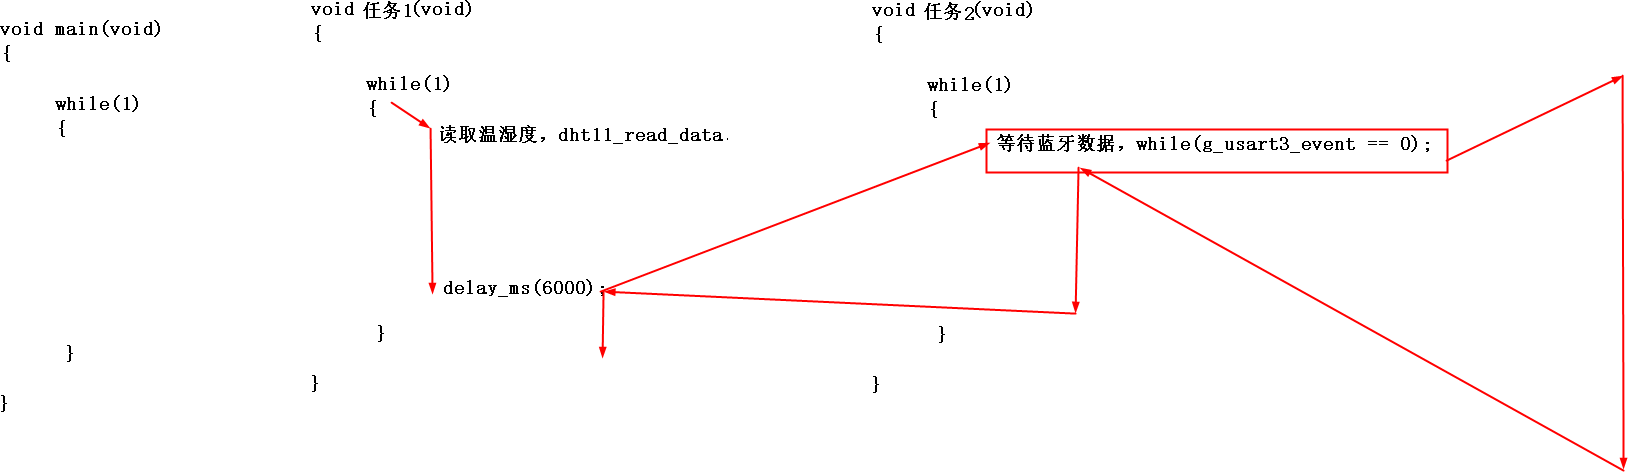 void main(void)
{
while(1)
{
}
}
void 任务1(void)
{
while(1)
{
读取温湿度，dht11_read_data.
delay_ms(6000);
}
}
void 任务2(void)
{
while(1)
{
等待蓝牙数据，while(g_usart3_event == 0);
}
}